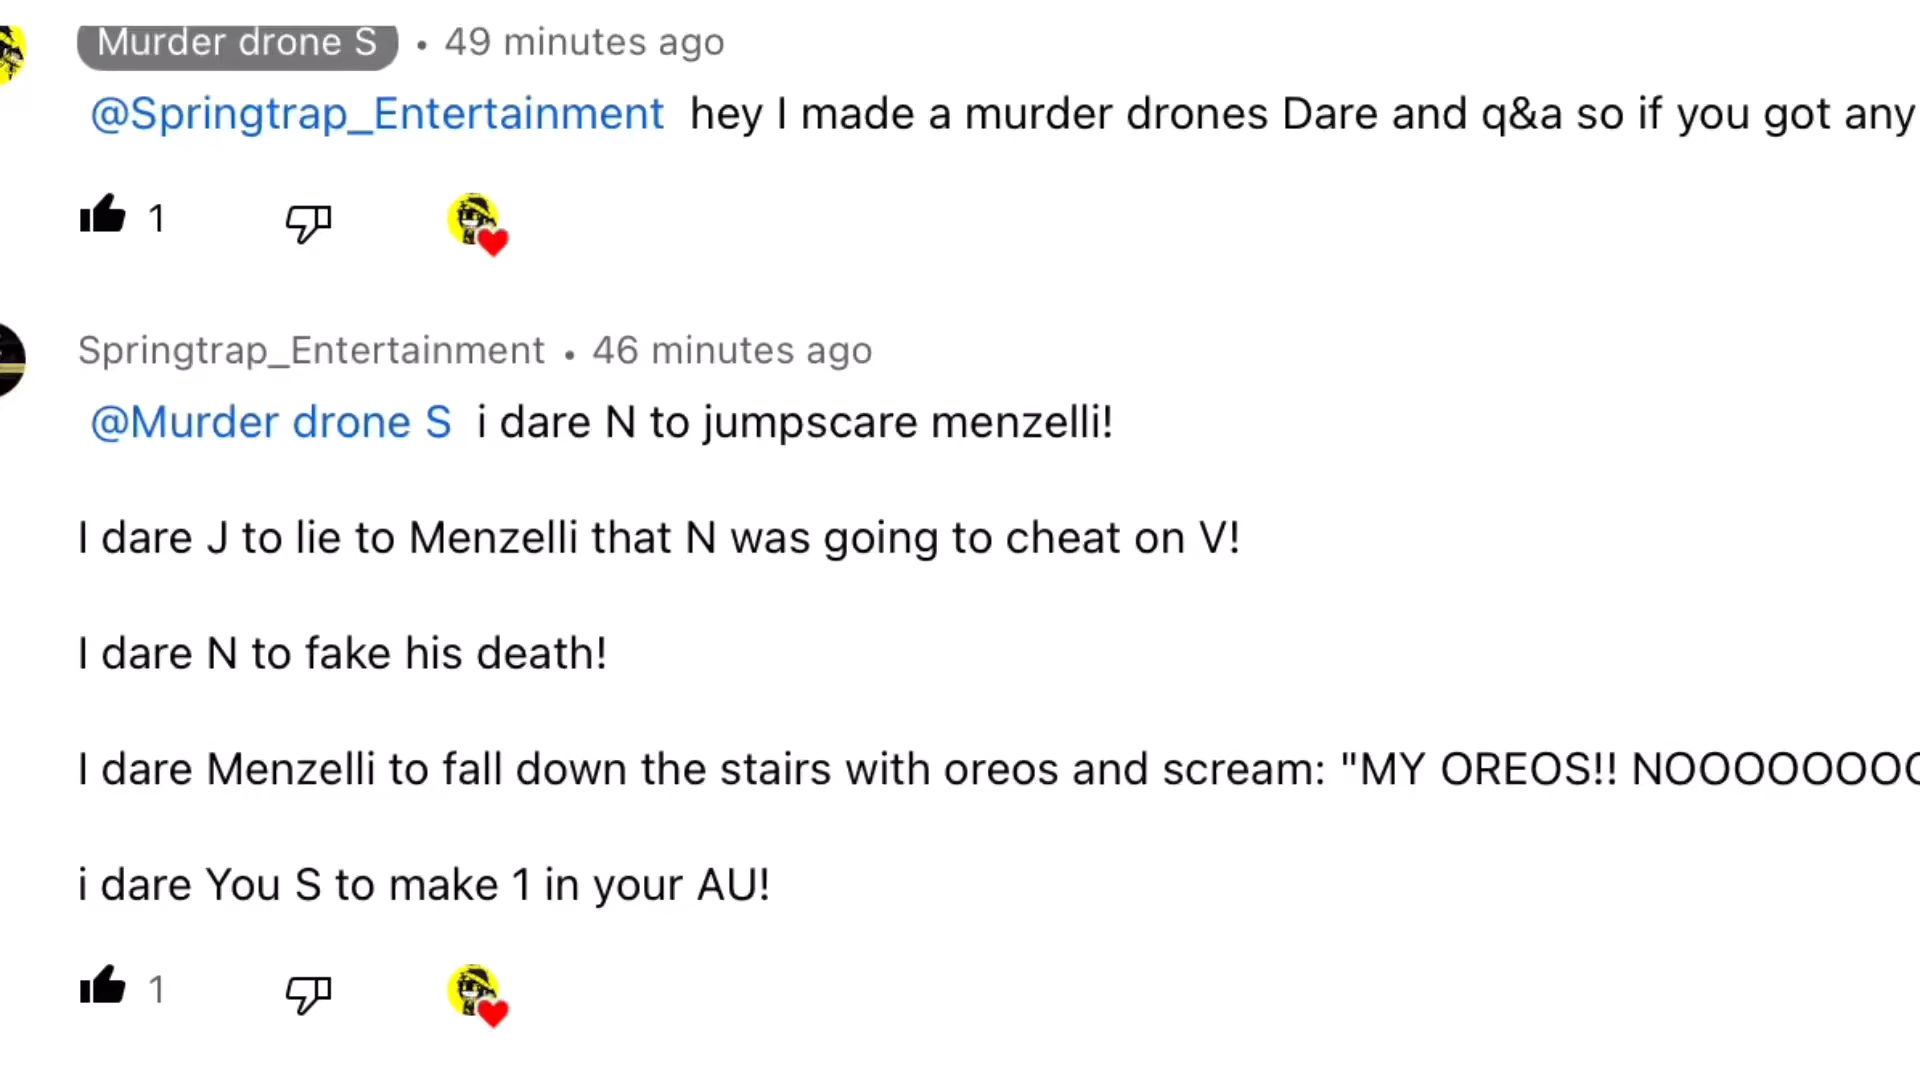 Murder drone S • 49 minutes ago
@Springtrap_Entertainment hey I made a murder drones Dare and q&a so if you got any
1
Springtrap_Entertainment • 46 minutes ago
@Murder drone S i dare N to jumpscare menzelli!
I dare J to lie to Menzelli that N was going to cheat on V!
I dare N to fake his death!
I dare Menzelli to fall down the stairs with oreos and scream: "MY OREOS!! NOOOOOOOO
i dare You S to make 1 in your AU!
1